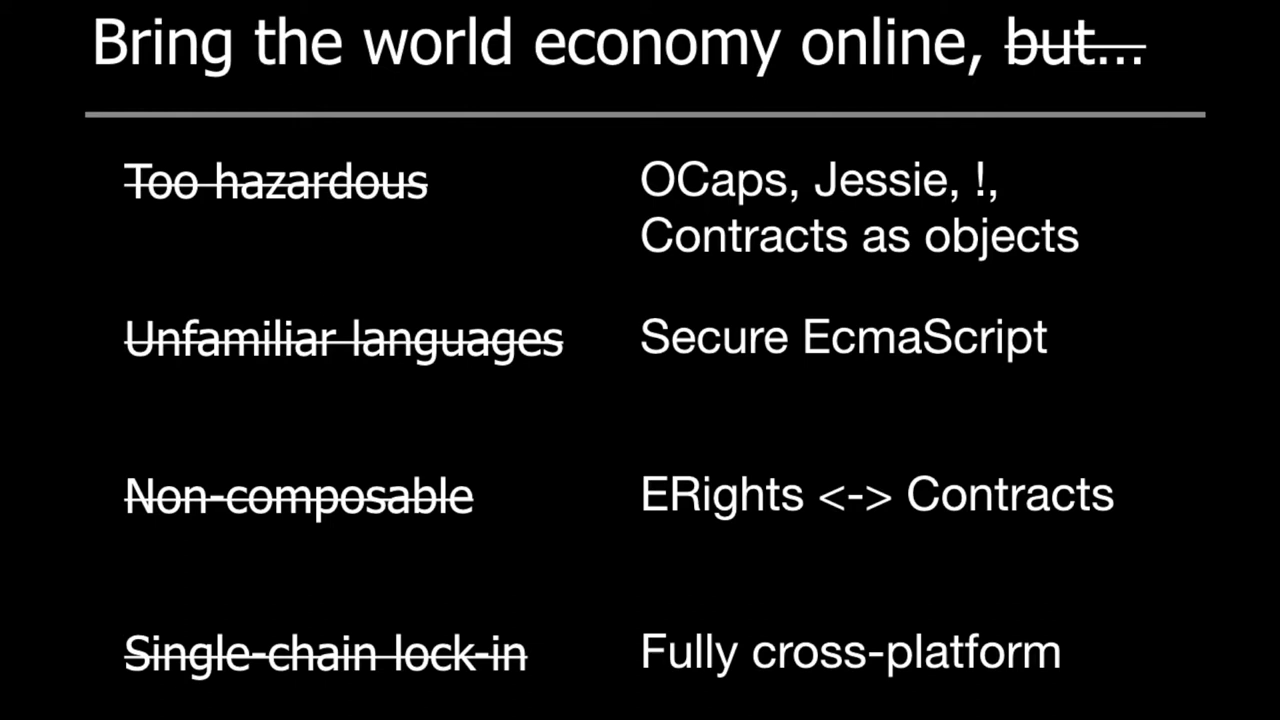 Bring the world economy online, but...
Too hazardous
OCaps, Jessie, !,
Contracts as objects
Unfamiliar languages
Secure EcmaScript
Non-composable
ERights <-> Contracts
Single-chain lock-in
Fully cross-platform